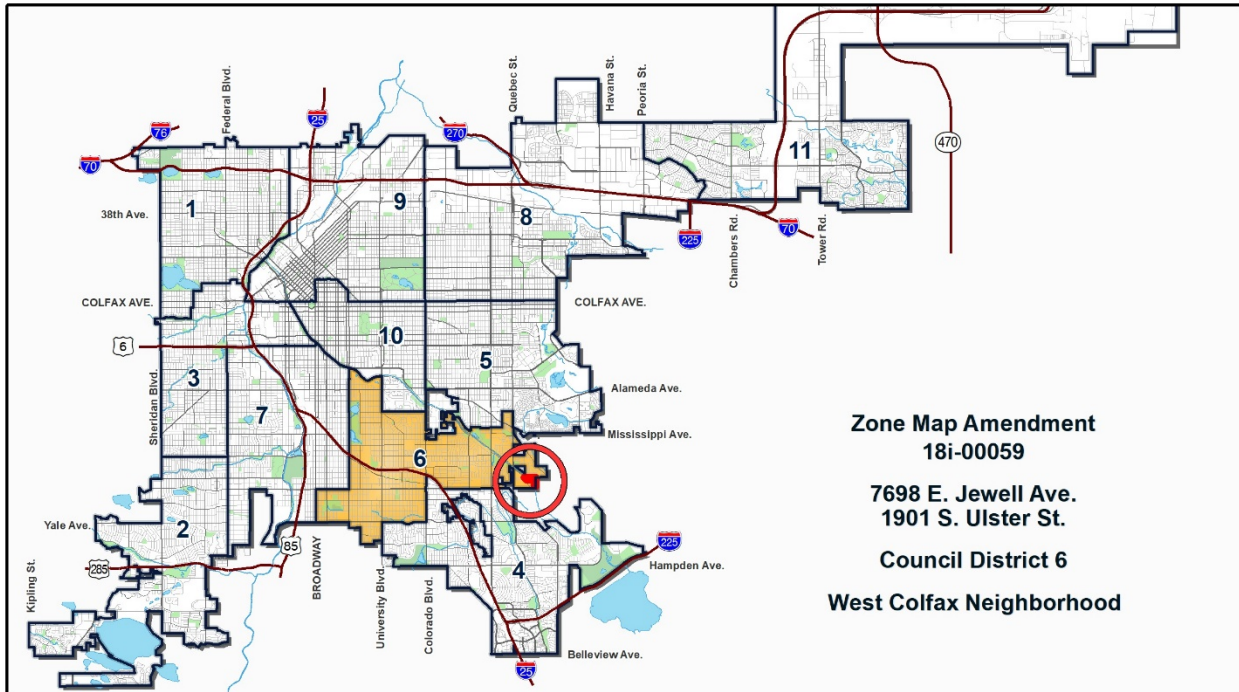 Federal Blvd.
Quebec St.
Havana St.
Peoria St.
76
25
270
70
470
11
1
9
8
38th Ave.
225
Chambers Rd.
70
Tower Rd.
COLFAX AVE.
COLFAX AVE.
10
6
5
3
Sheridan Blvd.
7
Alameda Ave.
Mississippi Ave.
6
Zone Map Amendment
18i-00059
7698 E. Jewell Ave.
1901 S. Ulster St.
Council District 6
West Colfax Neighborhood
Yale Ave.
2
85
BROADWAY
285
Kipling St.
University Blvd.
Colorado Blvd.
4
225
Hampden Ave.
Belleview Ave.
25